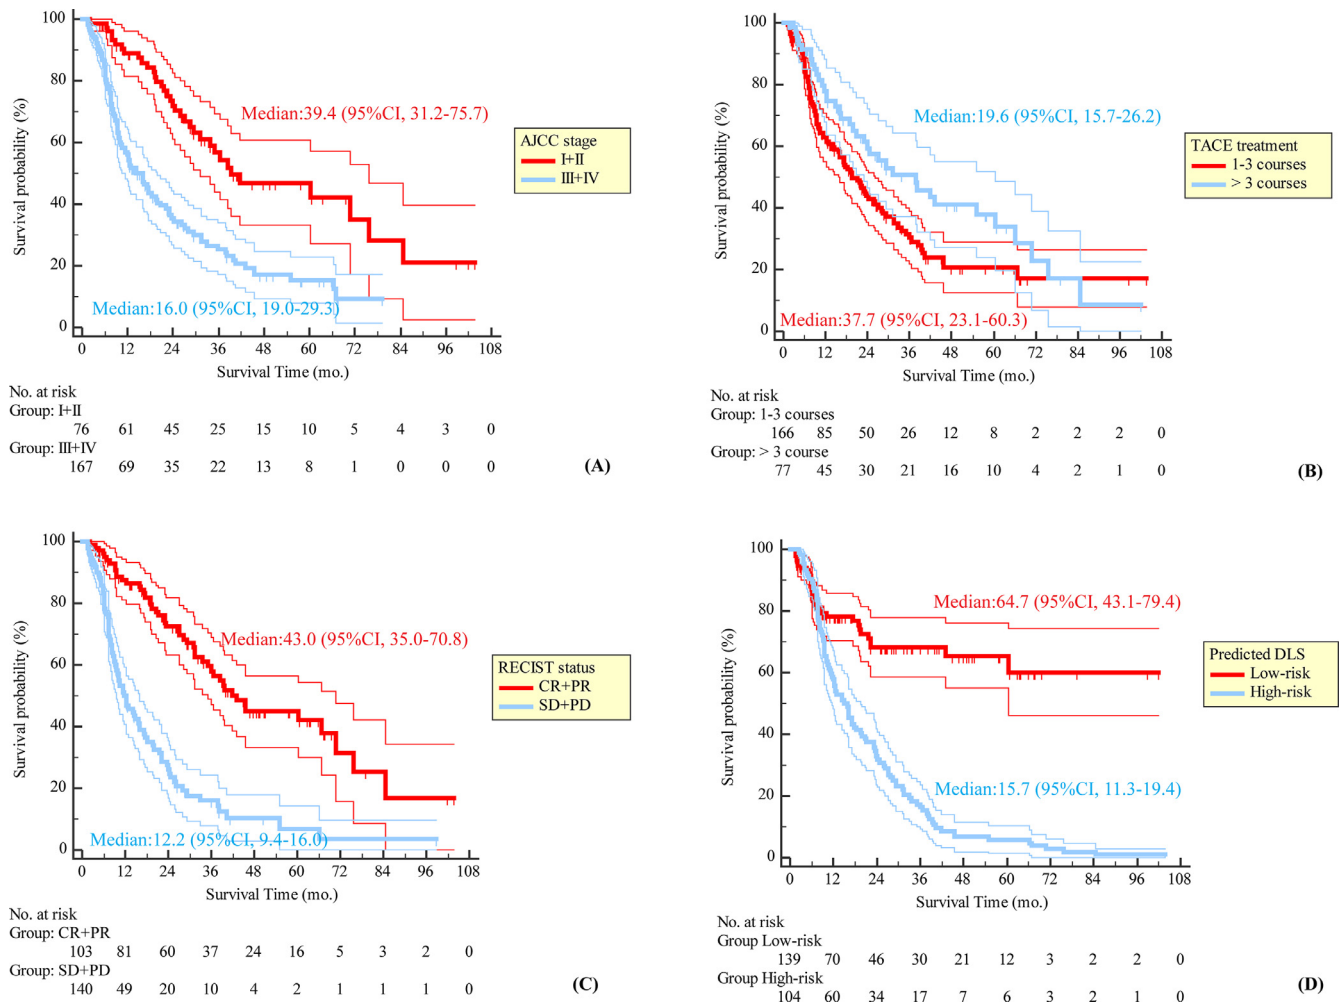 Survival probability (%)
100
80
60
40
20
0
Median:39.4 (95%CI, 31.2-75.7)
Median:16.0 (95%CI, 19.0-29.3)
AJCC stage
I+II
III+IV
0 12 24 36 48 60 72 84 96 108
Survival Time (mo.)
No. at risk
Group: I+II
76 61 45 25 15 10 5 4 3 0
Group: III+IV
167 69 35 22 13 8 1 0 0 0
(A)
Survival probability (%)
100
80
60
40
20
0
Median:19.6 (95%CI, 15.7-26.2)
Median:37.7 (95%CI, 23.1-60.3)
TACE treatment
1-3 courses
> 3 courses
0 12 24 36 48 60 72 84 96 108
Survival Time (mo.)
No. at risk
Group: 1-3 courses
166 85 50 26 12 8 2 2 2 0
Group: > 3 course
77 45 30 21 16 10 4 2 1 0
(B)
Survival probability (%)
100
80
60
40
20
0
Median:43.0 (95%CI, 35.0-70.8)
Median:12.2 (95%CI, 9.4-16.0)
RECIST status
CR+PR
SD+PD
0 12 24 36 48 60 72 84 96 108
Survival Time (mo.)
No. at risk
Group: CR+PR
103 81 60 37 24 16 5 3 2 0
Group: SD+PD
140 49 20 10 4 2 1 1 1 0
(C)
Survival probability (%)
100
80
60
40
20
0
Median:64.7 (95%CI, 43.1-79.4)
Median:15.7 (95%CI, 11.3-19.4)
Predicted DLS
Low-risk
High-risk
0 12 24 36 48 60 72 84 96 108
Survival Time (mo.)
No. at risk
Group Low-risk
139 70 46 30 21 12 3 2 2 0
Group High-risk
104 60 34 17 7 6 3 2 1 0
(D)